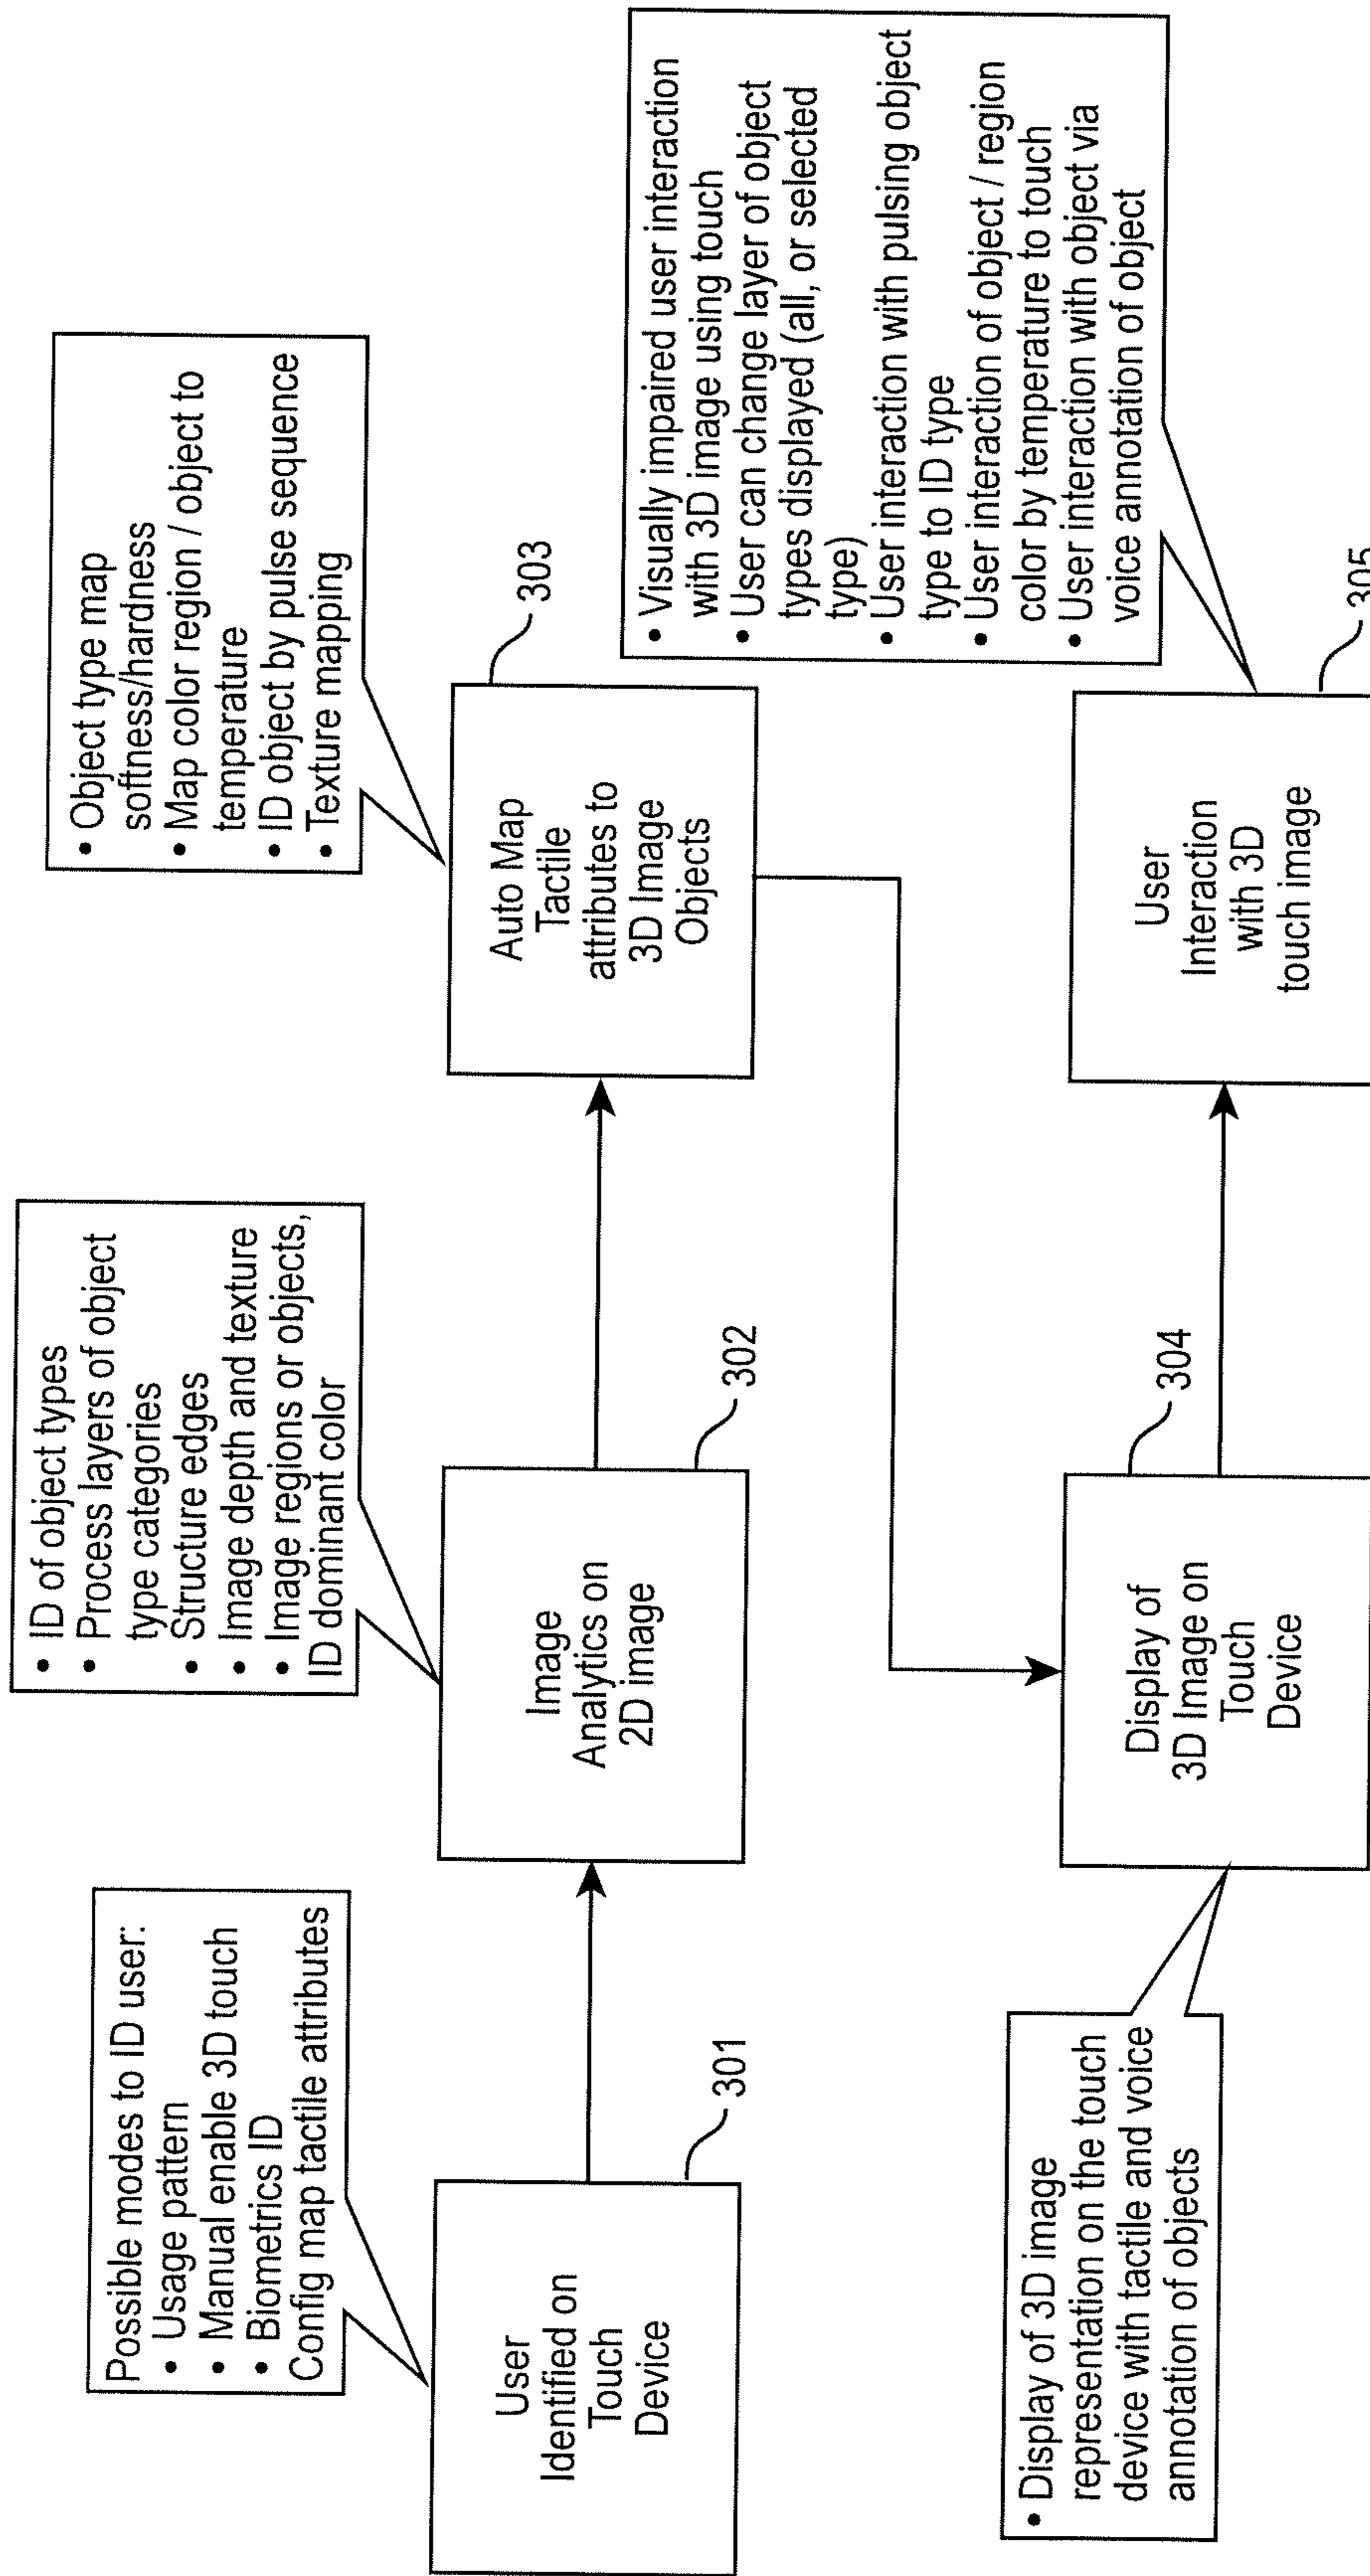 Possible modes to ID user:
• Usage pattern
• Manual enable 3D touch
• Biometrics ID
Config map tactile attributes
User
Identified on
Touch
Device
301
• ID of object types
• Process layers of object
type categories
• Structure edges
• Image depth and texture
• Image regions or objects,
ID dominant color
Image
Analytics on
2D image
302
• Object type map
softness/hardness
• Map color region / object to
temperature
• ID object by pulse sequence
• Texture mapping
Auto Map
Tactile
attributes to
3D Image
Objects
303
• Display of 3D image
representation on the touch
device with tactile and voice
annotation of objects
Display of
3D Image on
Touch
Device
304
• Visually impaired user interaction
with 3D image using touch
• User can change layer of object
types displayed (all, or selected
type)
• User interaction with pulsing object
type to ID type
• User interaction of object / region
color by temperature to touch
• User interaction with object via
voice annotation of object
User
Interaction
with 3D
touch image
305